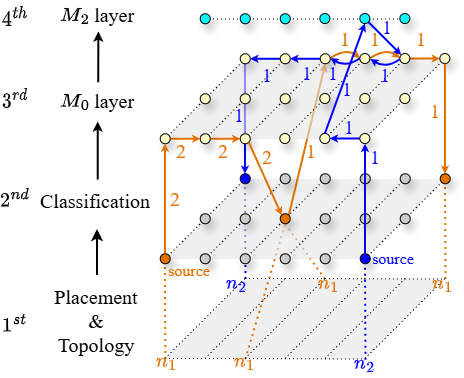 4th M2 layer
3rd M0 layer
2nd Classification
1st Placement
&
Topology
1 1 1
1 1 1 1 1
1 1 1 1
2 2 2 1 1 1
2
source source
n2 n1 n1
n1 n1 n2